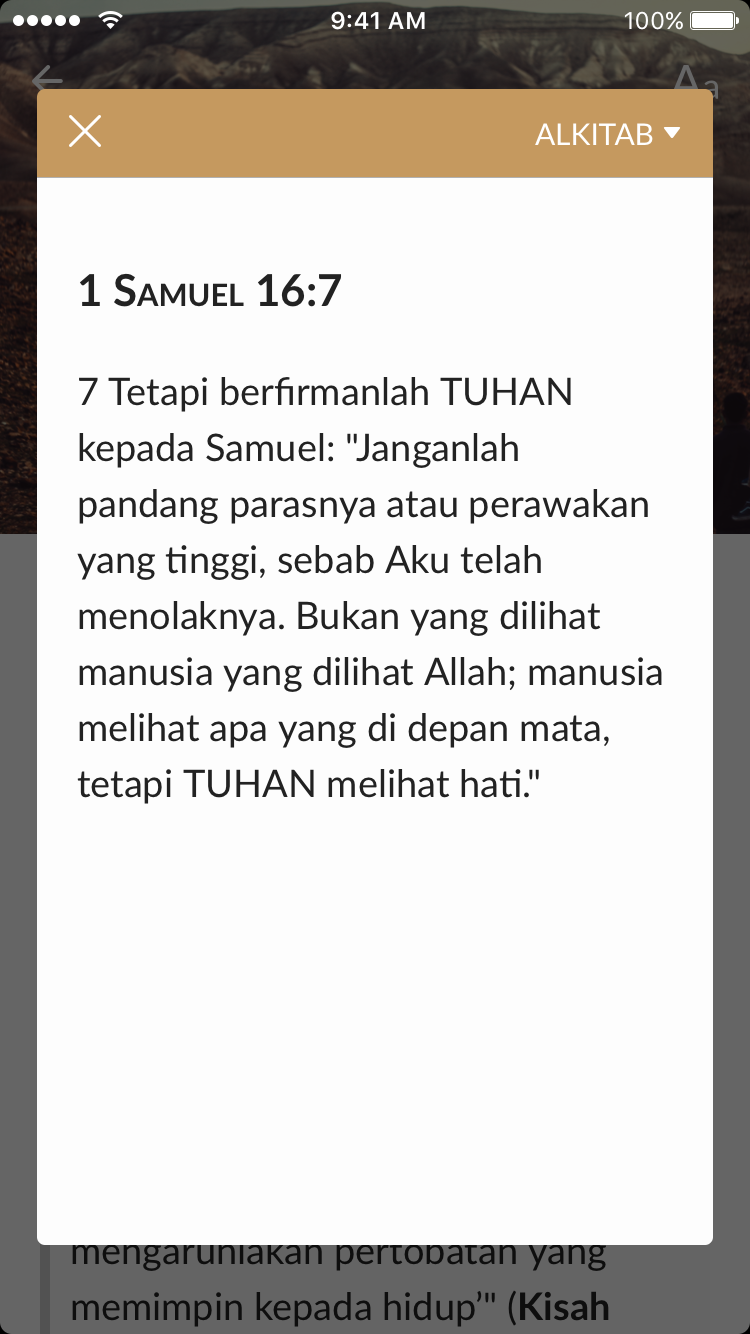 9:41 AM
100%
Aa
ALKITAB
1 SAMUEL 16:7
7 Tetapi berfirmanlah TUHAN
kepada Samuel: "Janganlah
pandang parasnya atau perawakan
yang tinggi, sebab Aku telah
menolaknya. Bukan yang dilihat
manusia yang dilihat Allah; manusia
melihat apa yang di depan mata,
tetapi TUHAN melihat hati."
mengaruniakan pertobatan yang
memimpin kepada hidup’" (Kisah